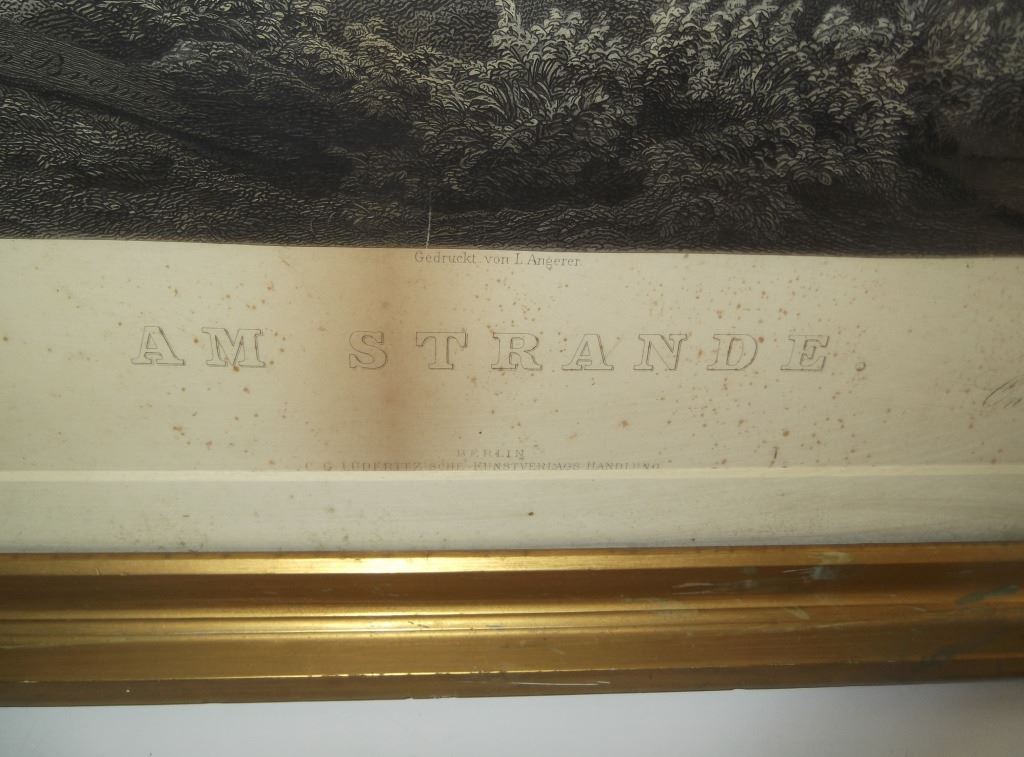 Gedruckt von L. Angerer.
AM STRANDE.
BERLIN
C. G. LÜDERITZ'SCHE KUNSTVERLAGS-HANDLUNG